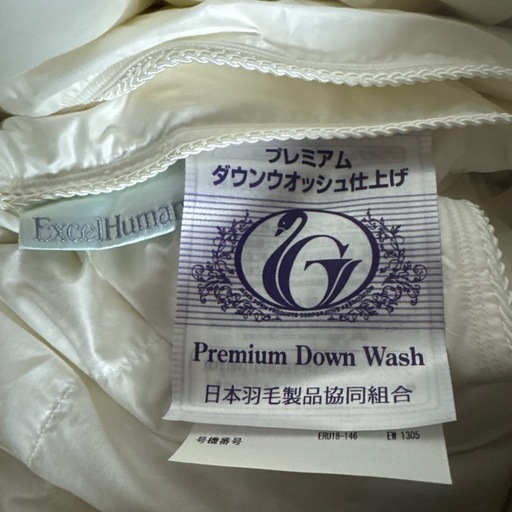 プレミアム
ダウンウオッシュ仕上げ
ExcelHuman
G
Premium Down Wash
日本羽毛製品協同組合
号機番号 ERU18-146 EW 1305